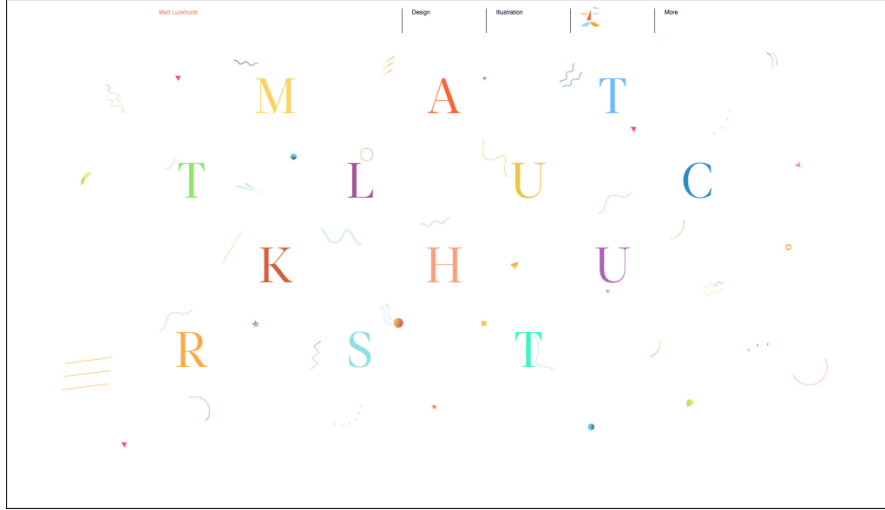 Matt Luckhurst Design Illustration More
M A T
T L U C
K H U
R S T